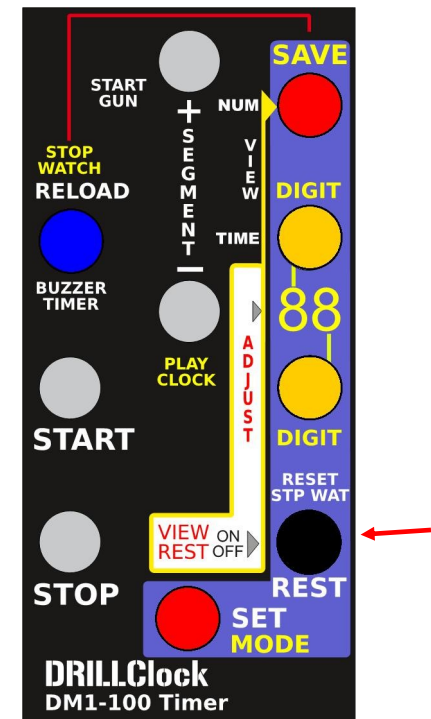 SAVE
START
GUN
+
SEGMENT
−
NUM
VIEW
TIME
STOP
WATCH
RELOAD
BUZZER
TIMER
DIGIT
88
DIGIT
PLAY
CLOCK
ADJUST
START
RESET
STP WAT
VIEW ON
REST OFF
REST
STOP
SET
MODE
DRILLClock
DM1-100 Timer